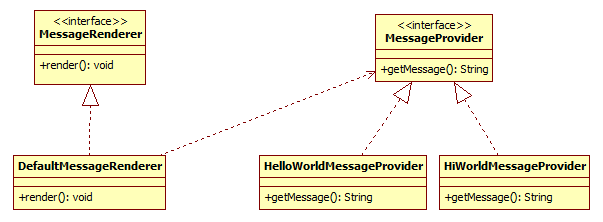 <<interface>>
MessageRenderer
+render(): void
<<interface>>
MessageProvider
+getMessage(): String
DefaultMessageRenderer
+render(): void
HelloWorldMessageProvider
+getMessage(): String
HiWorldMessageProvider
+getMessage(): String